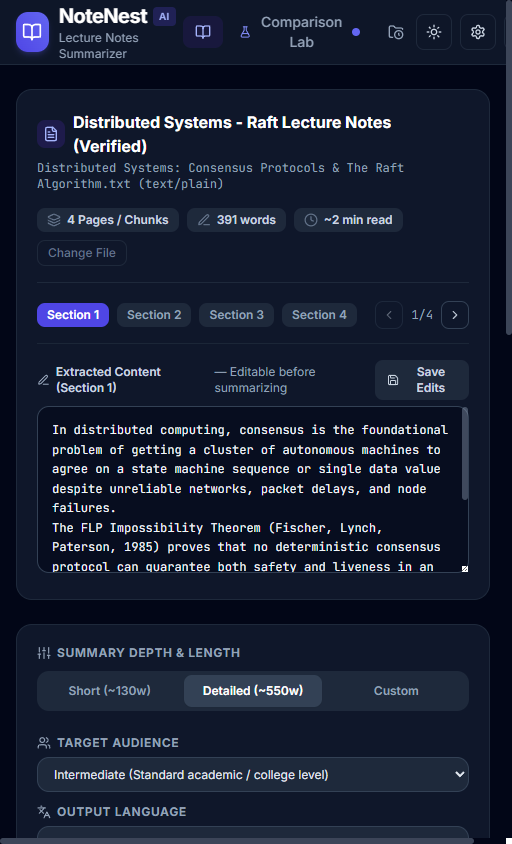 NoteNest AI
Lecture Notes
Summarizer
Comparison
Lab
Distributed Systems - Raft Lecture Notes
(Verified)
Distributed Systems: Consensus Protocols & The Raft
Algorithm.txt (text/plain)
4 Pages / Chunks
391 words
~2 min read
Change File
Section 1
Section 2
Section 3
Section 4
1/4
Extracted Content
(Section 1)
— Editable before
summarizing
Save
Edits
In distributed computing, consensus is the foundational
problem of getting a cluster of autonomous machines to
agree on a state machine sequence or single data value
despite unreliable networks, packet delays, and node
failures.
The FLP Impossibility Theorem (Fischer, Lynch,
Paterson, 1985) proves that no deterministic consensus
protocol can guarantee both safety and liveness in an
SUMMARY DEPTH & LENGTH
Short (~130w)
Detailed (~550w)
Custom
TARGET AUDIENCE
Intermediate (Standard academic / college level)
OUTPUT LANGUAGE